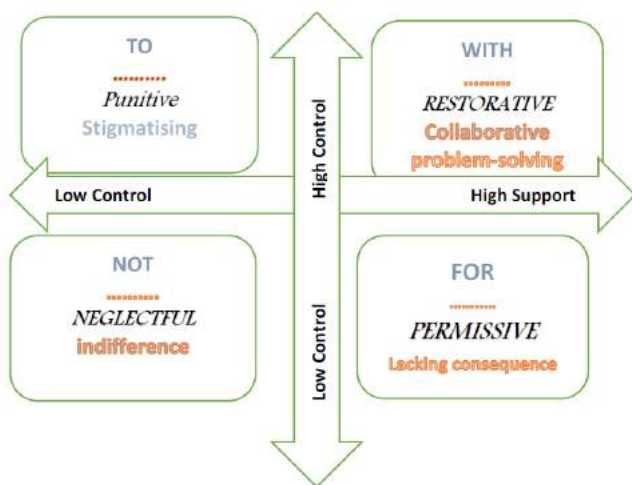 TO
..........
Punitive
Stigmatising
WITH
..........
RESTORATIVE
Collaborative
problem-solving
High Control
Low Control
High Support
NOT
..........
NEGLECTFUL
indifference
Low Control
FOR
..........
PERMISSIVE
Lacking consequence